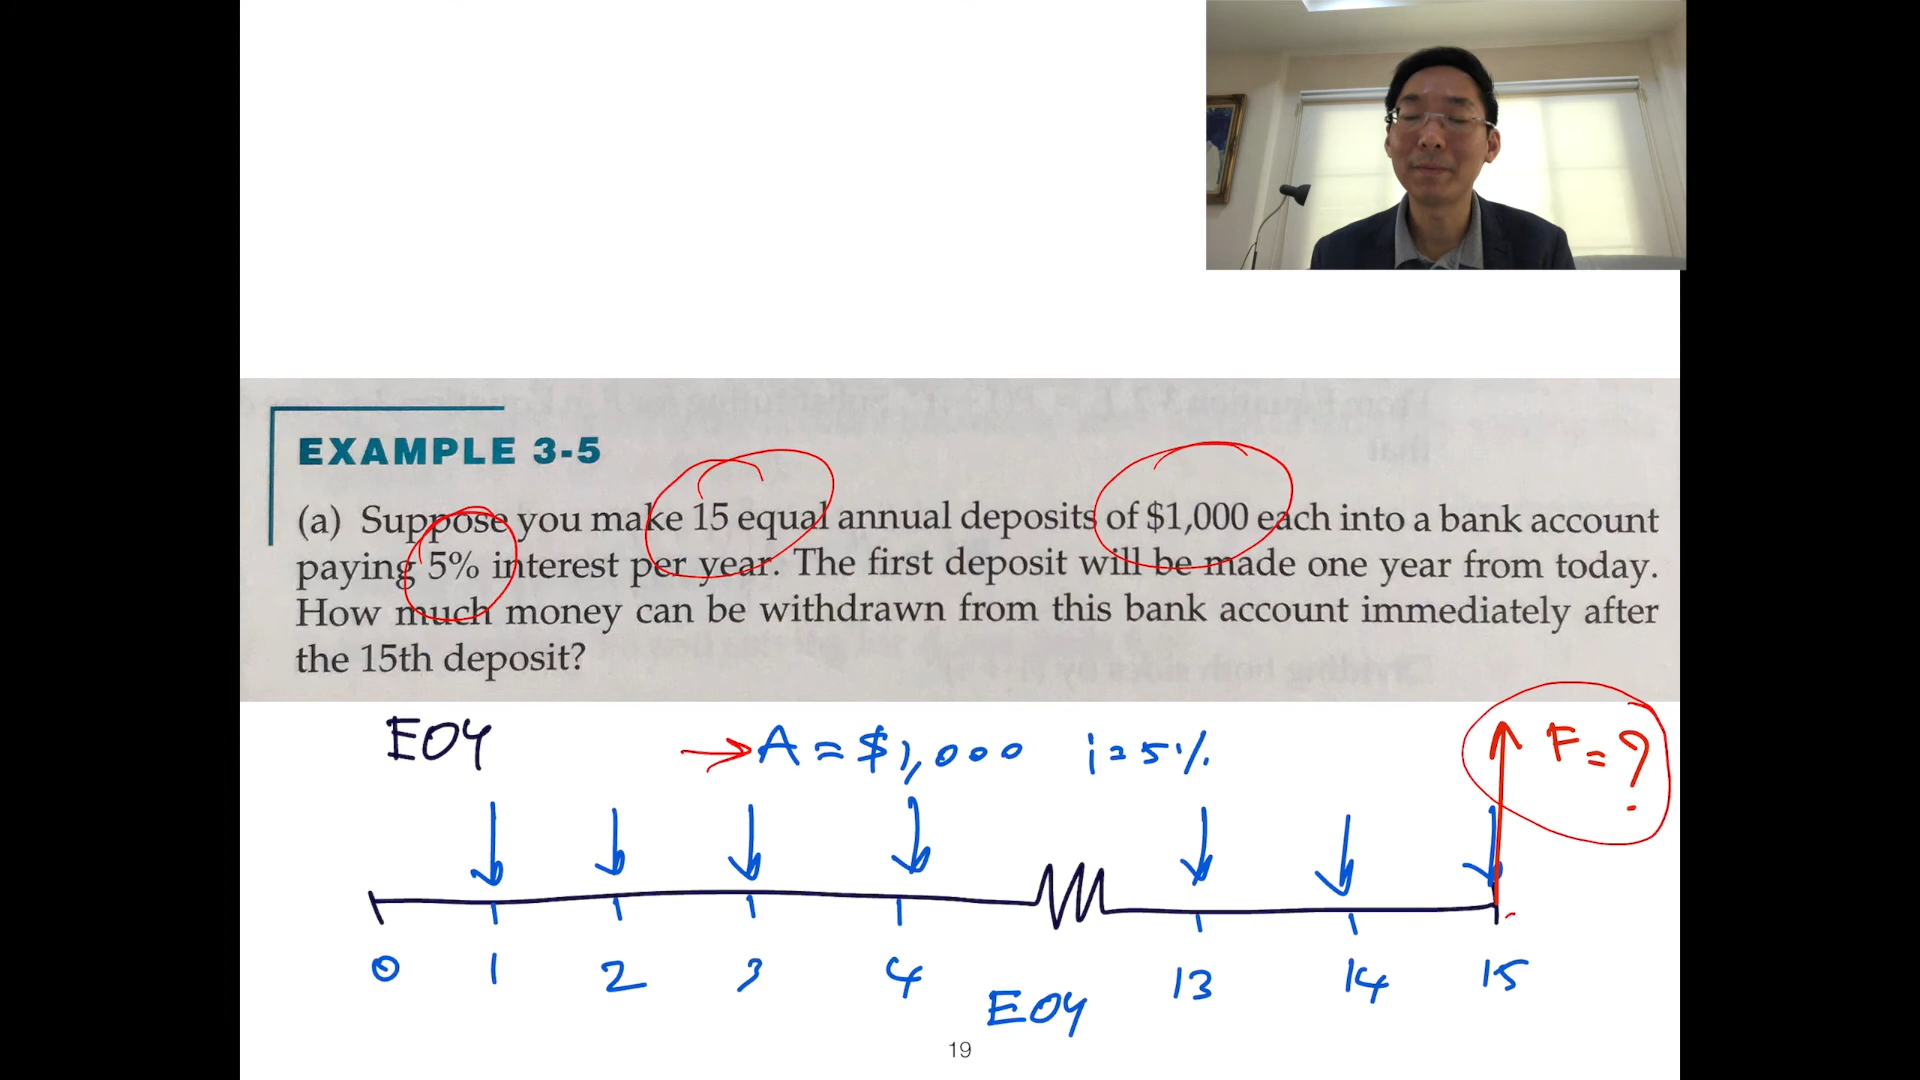 EXAMPLE 3-5
(a) Suppose you make 15 equal annual deposits of $1,000 each into a bank account
paying 5% interest per year. The first deposit will be made one year from today.
How much money can be withdrawn from this bank account immediately after
the 15th deposit?
EOY
A = $1,000 i = 5%
F = ?
0 1 2 3 4 13 14 15
EOY
19